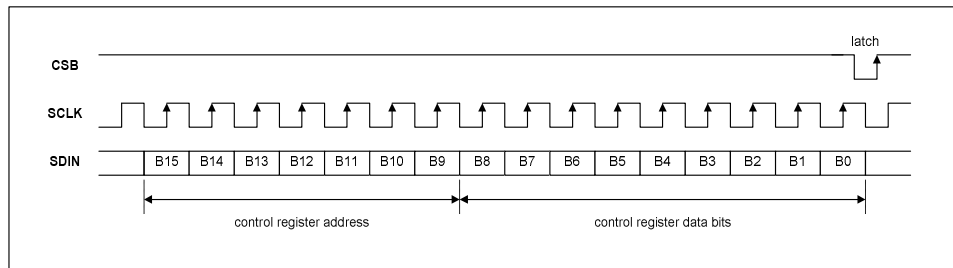 latch
CSB
SCLK
SDIN B15 B14 B13 B12 B11 B10 B9 B8 B7 B6 B5 B4 B3 B2 B1 B0
control register address control register data bits